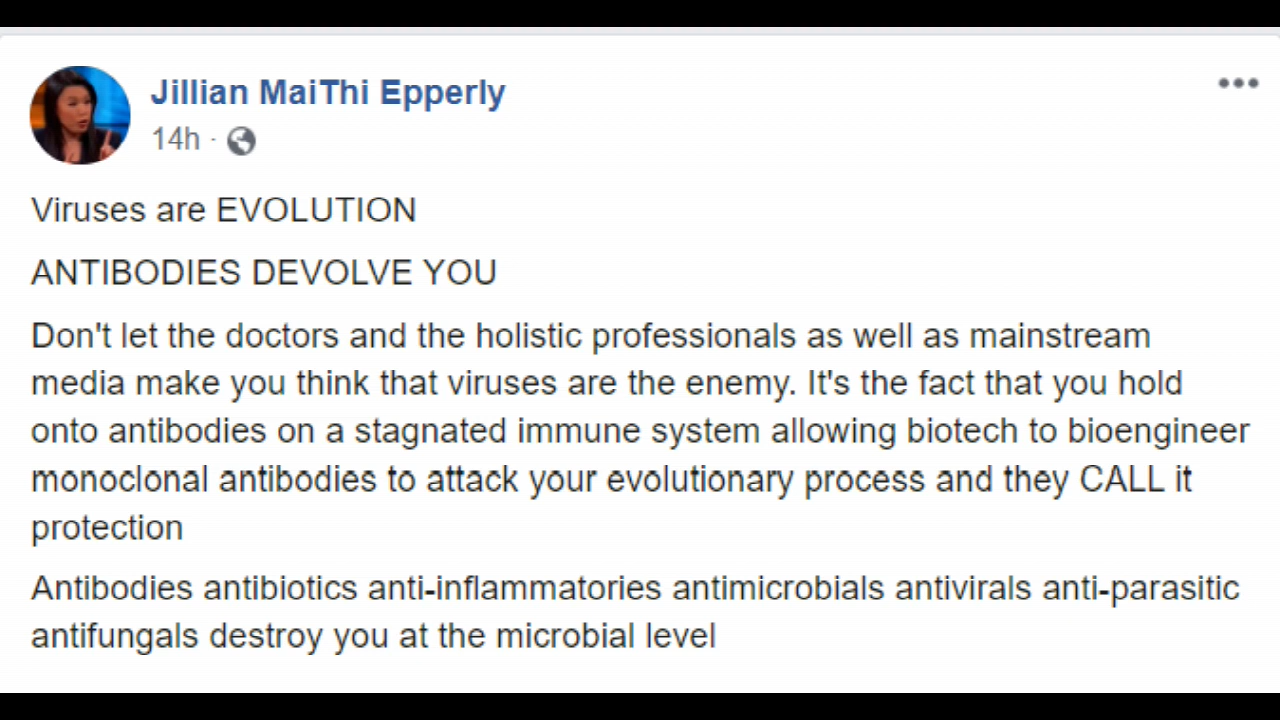 Jillian MaiThi Epperly
14h ·
Viruses are EVOLUTION
ANTIBODIES DEVOLVE YOU
Don't let the doctors and the holistic professionals as well as mainstream
media make you think that viruses are the enemy. It's the fact that you hold
onto antibodies on a stagnated immune system allowing biotech to bioengineer
monoclonal antibodies to attack your evolutionary process and they CALL it
protection
Antibodies antibiotics anti-inflammatories antimicrobials antivirals anti-parasitic
antifungals destroy you at the microbial level